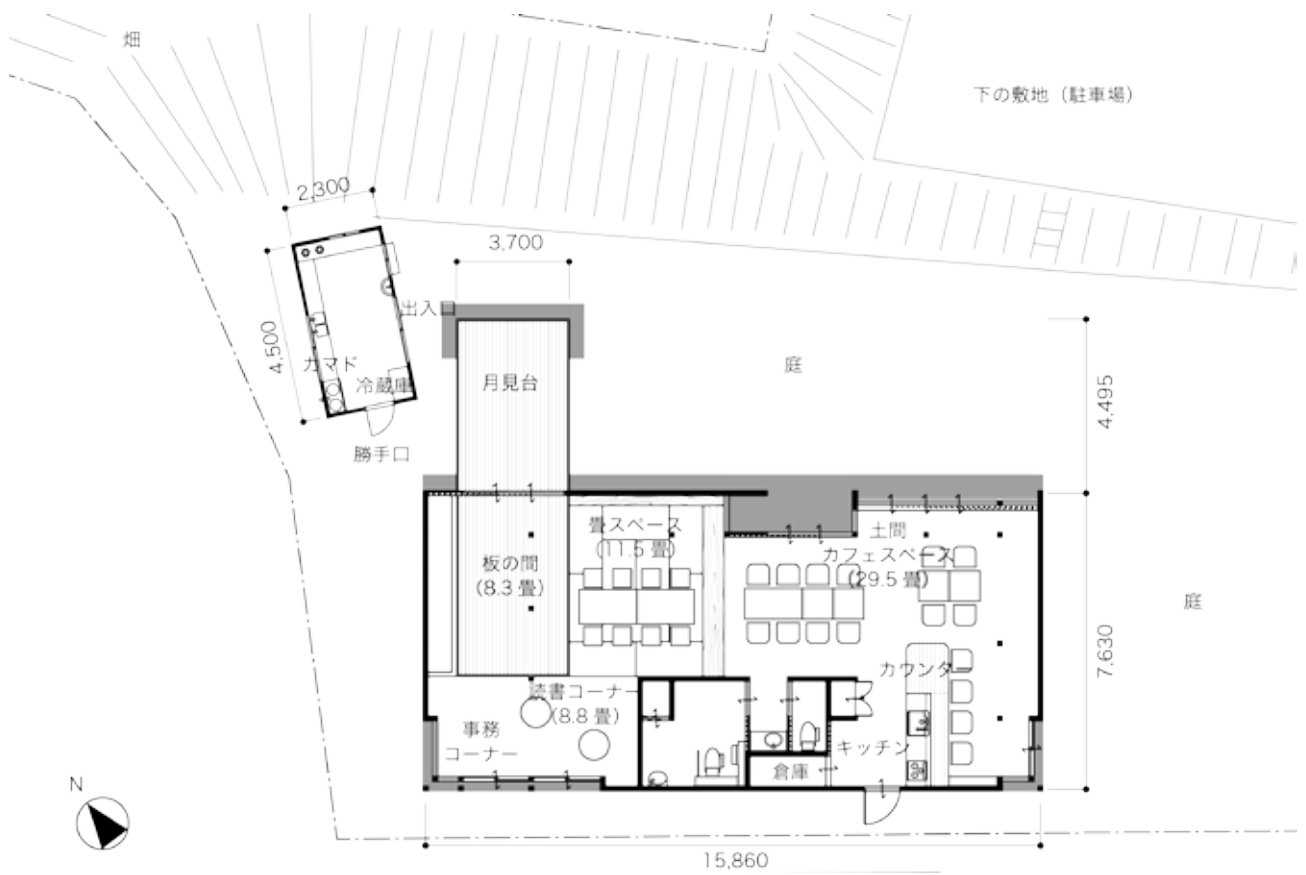 畑
下の敷地（駐車場）
2,300
3.700
出入口
4.500
カマド
冷蔵庫
月見台
庭
4.495
勝手口
畳スペース
（11.5 畳）
土間
カフェスペース
（29.5 畳）
板の間
（8.3 畳）
庭
7.630
カウンタ
読書コーナー
（8.8 畳）
事務
コーナー
キッチン
倉庫
N
15,860